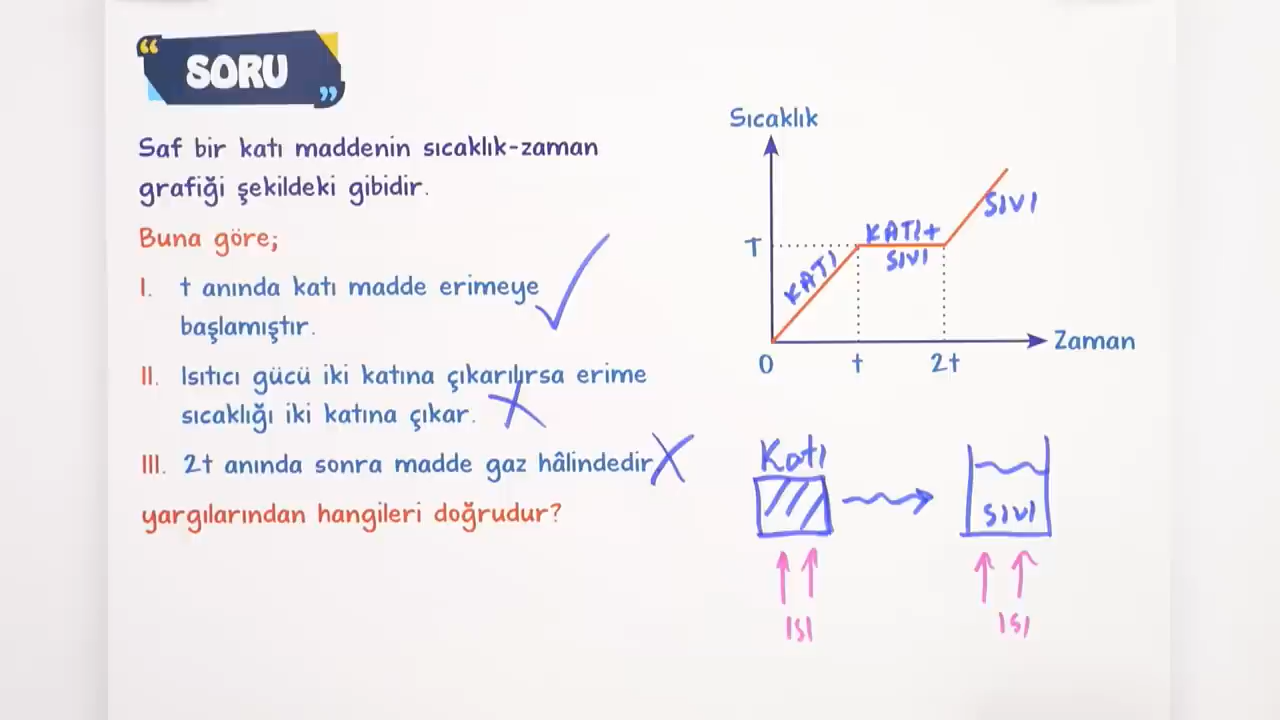 SORU
Saf bir katı maddenin sıcaklık-zaman
grafiği şekildeki gibidir.
Buna göre;
I. t anında katı madde erimeye
başlamıştır.
II. Isıtıcı gücü iki katına çıkarılırsa erime
sıcaklığı iki katına çıkar.
III. 2t anında sonra madde gaz hâlindedir
yargılarından hangileri doğrudur?
Sıcaklık
T
KATI
KATI+
SIVI
SIVI
0
t
2t
Zaman
Katı
SIVI
ISI
ISI